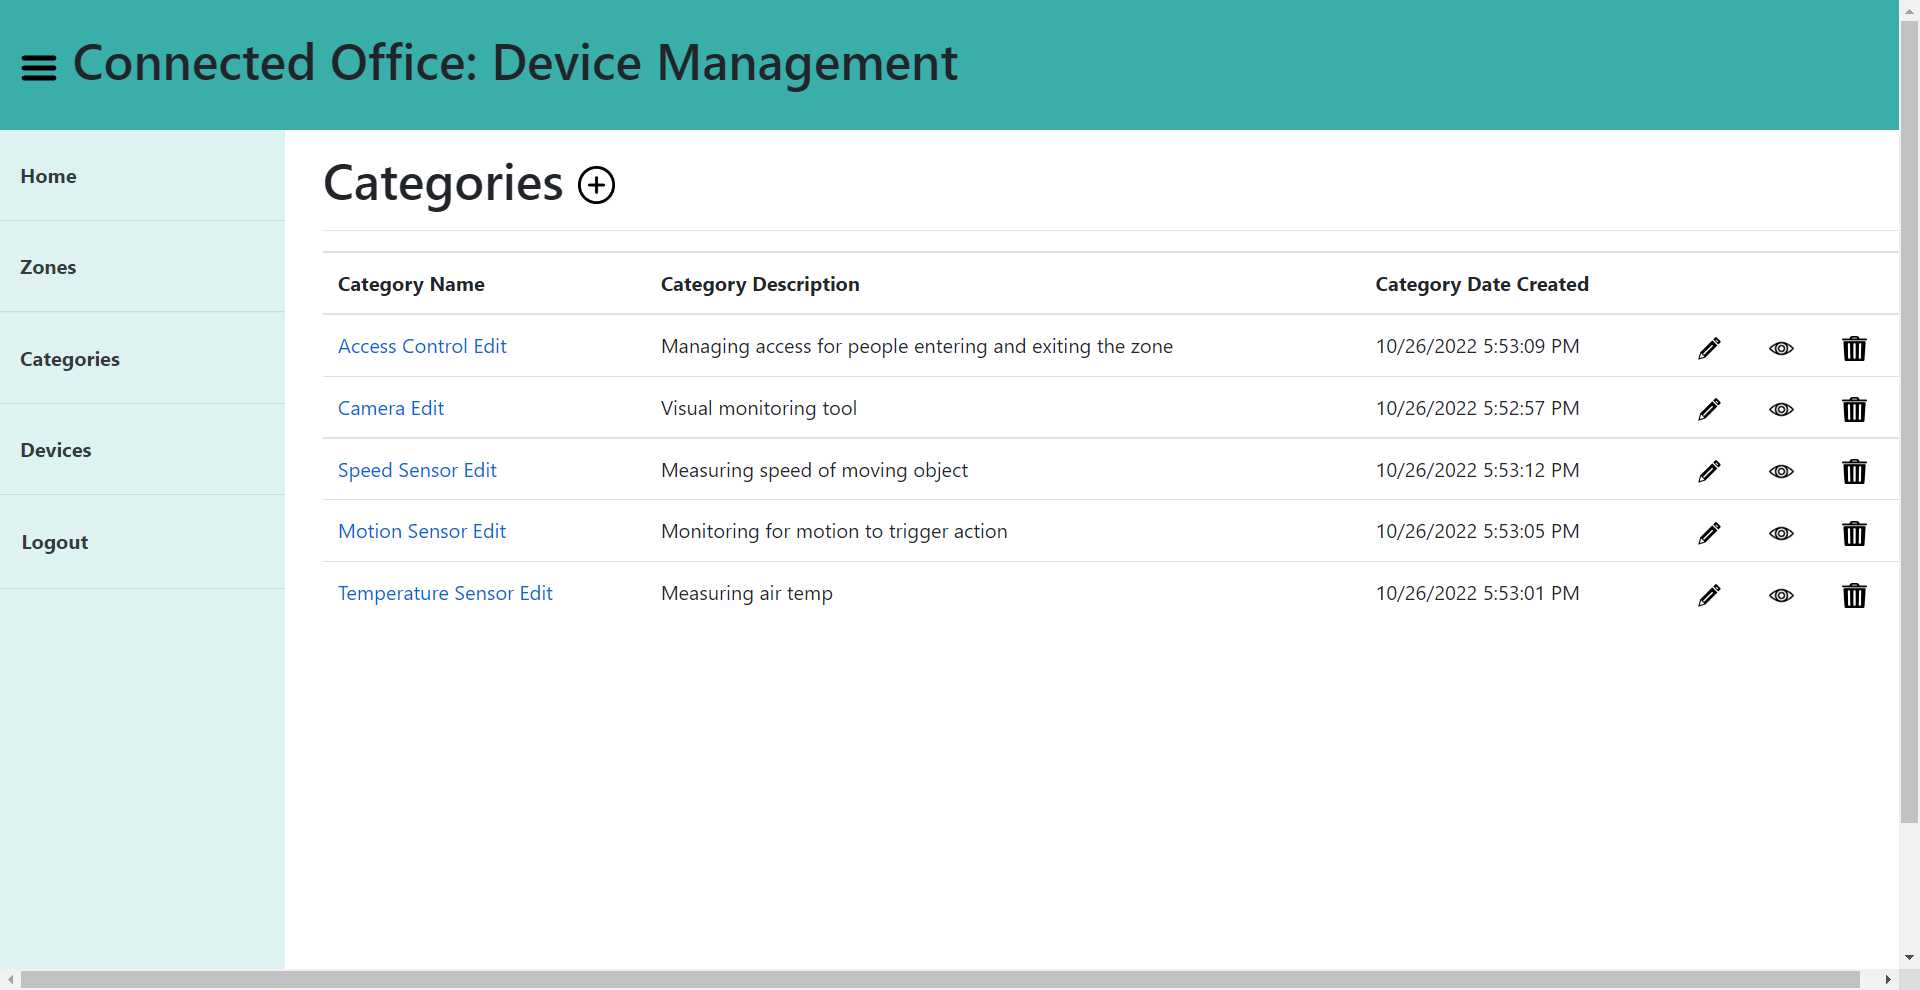 Connected Office: Device Management
Home
Zones
Categories
Devices
Logout
Categories
Category Name Category Description Category Date Created
Access Control Edit Managing access for people entering and exiting the zone 10/26/2022 5:53:09 PM
Camera Edit Visual monitoring tool 10/26/2022 5:52:57 PM
Speed Sensor Edit Measuring speed of moving object 10/26/2022 5:53:12 PM
Motion Sensor Edit Monitoring for motion to trigger action 10/26/2022 5:53:05 PM
Temperature Sensor Edit Measuring air temp 10/26/2022 5:53:01 PM